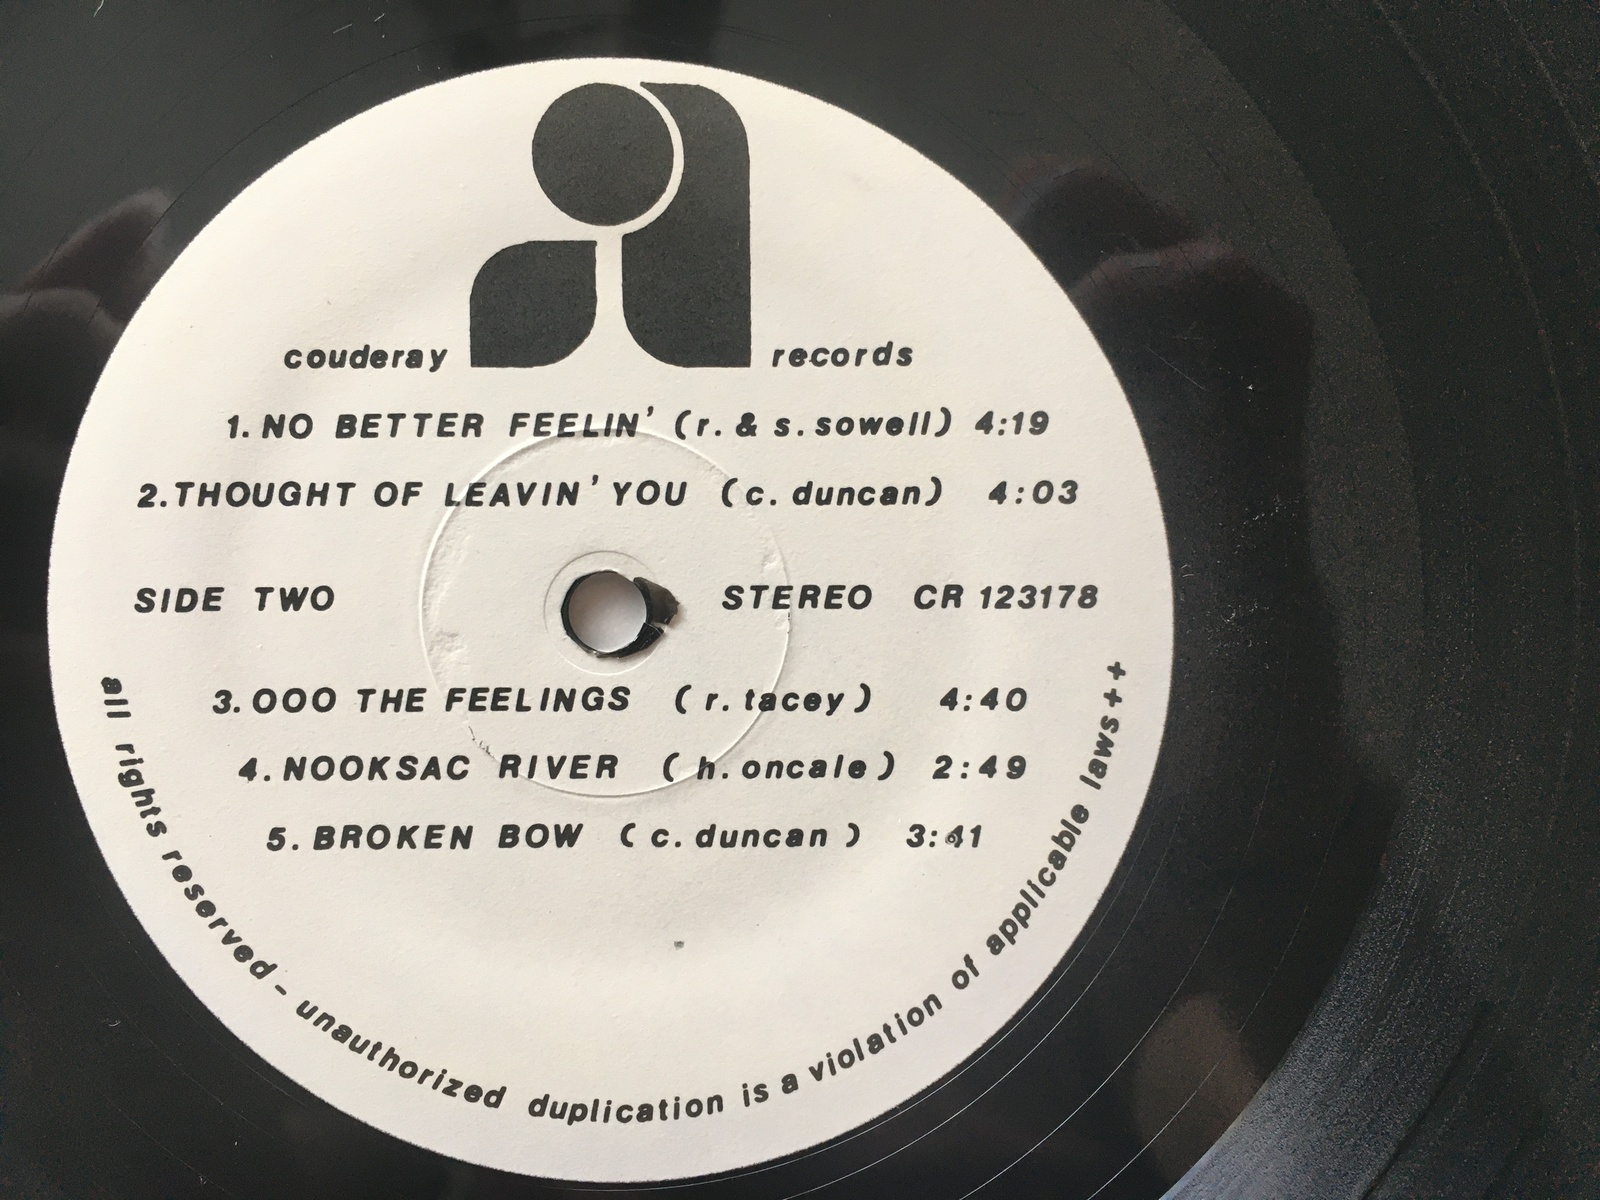 couderay records
1. NO BETTER FEELIN' (r. & s. sowell) 4:19
2. THOUGHT OF LEAVIN' YOU (c. duncan) 4:03
SIDE TWO STEREO CR 123178
3. OOO THE FEELINGS (r. tacey) 4:40
4. NOOKSAC RIVER (h. oncale) 2:49
5. BROKEN BOW (c. duncan) 3:41
all rights reserved - unauthorized duplication is a violation of applicable laws++